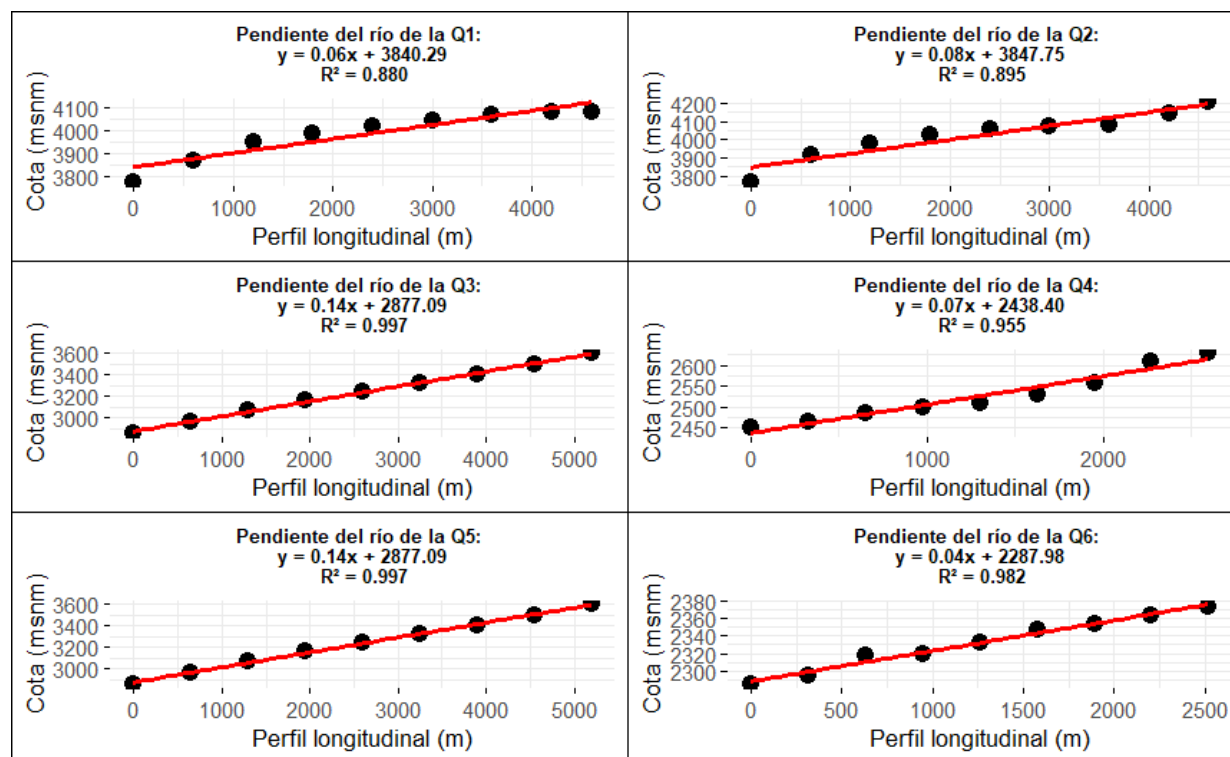 Pendiente del río de la Q1:
y = 0.06x + 3840.29
R² = 0.880
Cota (msnm)
4100
4000
3900
3800
0 1000 2000 3000 4000
Perfil longitudinal (m)
Pendiente del río de la Q2:
y = 0.08x + 3847.75
R² = 0.895
Cota (msnm)
4200
4100
4000
3900
3800
0 1000 2000 3000 4000
Perfil longitudinal (m)
Pendiente del río de la Q3:
y = 0.14x + 2877.09
R² = 0.997
Cota (msnm)
3600
3400
3200
3000
0 1000 2000 3000 4000 5000
Perfil longitudinal (m)
Pendiente del río de la Q4:
y = 0.07x + 2438.40
R² = 0.955
Cota (msnm)
2600
2550
2500
2450
0 1000 2000
Perfil longitudinal (m)
Pendiente del río de la Q5:
y = 0.14x + 2877.09
R² = 0.997
Cota (msnm)
3600
3400
3200
3000
0 1000 2000 3000 4000 5000
Perfil longitudinal (m)
Pendiente del río de la Q6:
y = 0.04x + 2287.98
R² = 0.982
Cota (msnm)
2380
2360
2340
2320
2300
0 500 1000 1500 2000 2500
Perfil longitudinal (m)